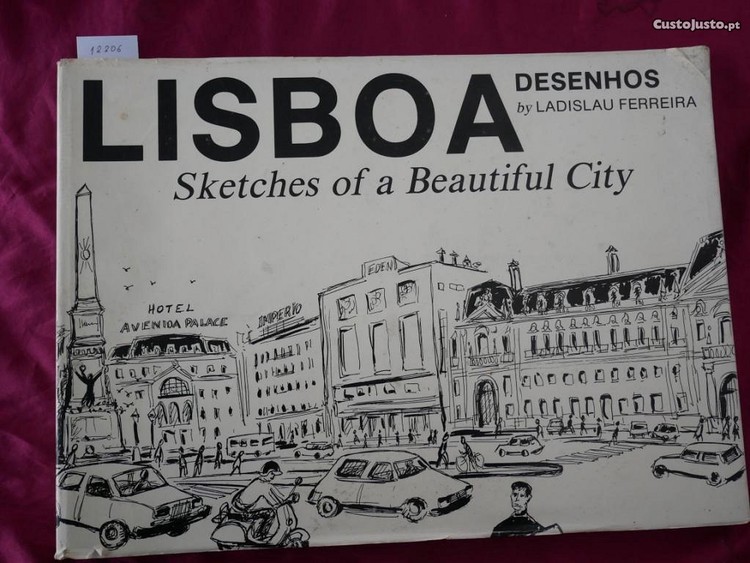 CustoJusto.pt
12206
LISBOA
DESENHOS
by LADISLAU FERREIRA
Sketches of a Beautiful City
EDEN
HOTEL
AVENIDA PALACE
IMPERIO